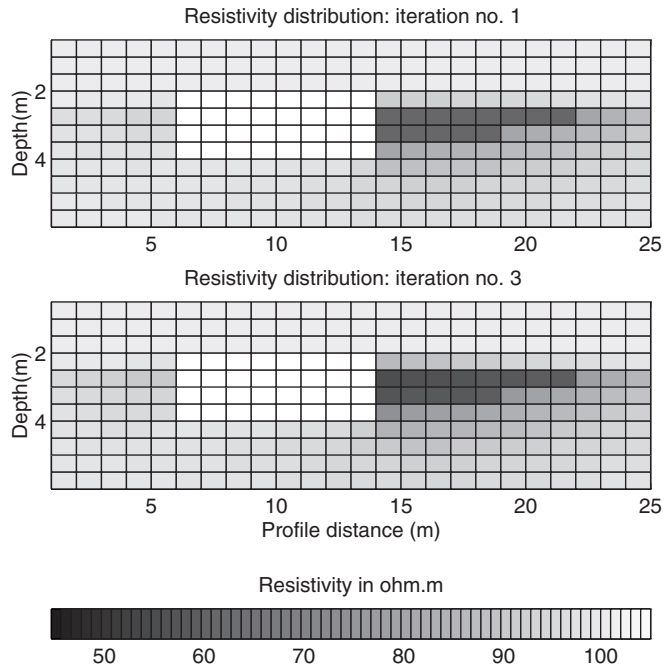 Resistivity distribution: iteration no. 1
Depth(m)
2
4
5 10 15 20 25
Resistivity distribution: iteration no. 3
Depth(m)
2
4
5 10 15 20 25
Profile distance (m)
Resistivity in ohm.m
50 60 70 80 90 100